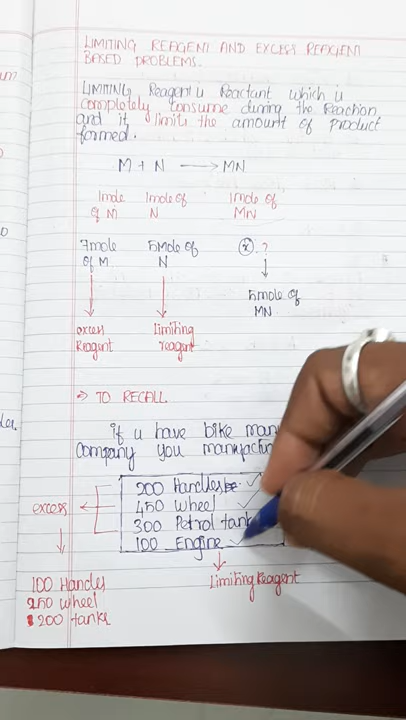 LIMITING REAGENT AND EXCESS REAGENT
BASED PROBLEMS.
LIMITING Reagent is Reactant which is
completely consume during the Reaction
and it limits the amount of product
formed.
M + N → MN
1mole 1mole of 1mole of
of M N MN
7mole 5mole of (x) ?
of M N
5mole of
MN
excess limiting
Reagent reagent
⇒ TO RECALL
if u have bike man
Company you manufactu
200 Handles ✓
450 wheel ✓
excess 300 Petrol tank
100 Engine ✓
Limiting Reagent
100 Handles
250 wheel
200 tanks